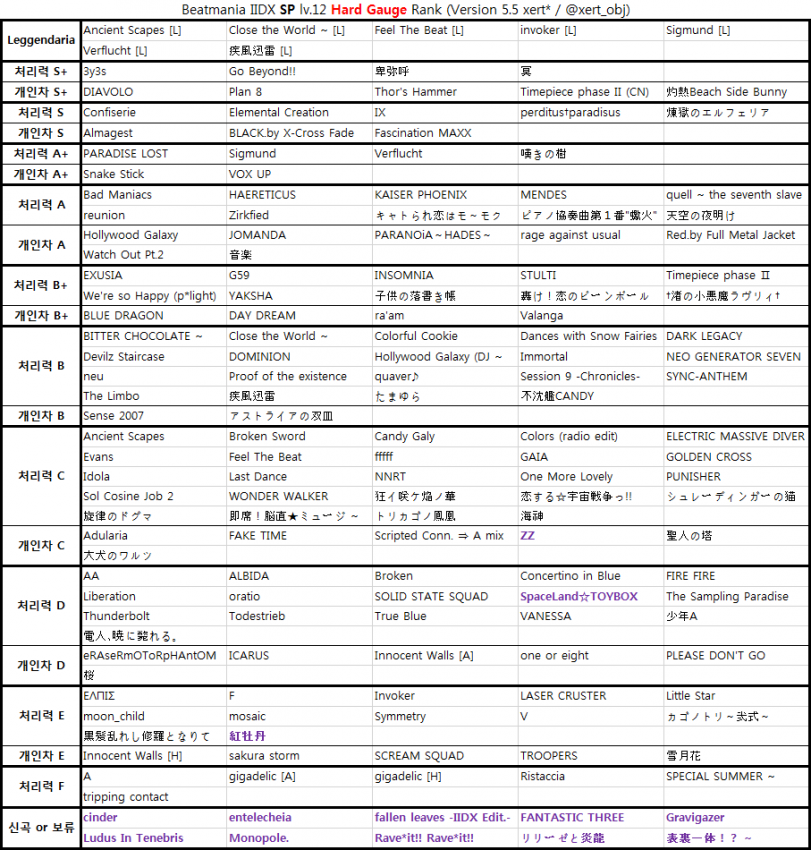 Beatmania IIDX SP lv.12 Hard Gauge Rank (Version 5.5 xert* / @xert_obj)
Leggendaria
Ancient Scapes [L] Close the World ~ [L] Feel The Beat [L] invoker [L] Sigmund [L]
Verflucht [L] 疾風迅雷 [L]
처리력 S+ 3y3s Go Beyond!! 卑弥呼 冥
개인차 S+ DIAVOLO Plan 8 Thor's Hammer Timepiece phase II (CN) 灼熱Beach Side Bunny
처리력 S Confiserie Elemental Creation IX perditus†paradisus 煉獄のエルフェリア
개인차 S Almagest BLACK.by X-Cross Fade Fascination MAXX
처리력 A+ PARADISE LOST Sigmund Verflucht 嘆きの樹
개인차 A+ Snake Stick VOX UP
처리력 A
Bad Maniacs HAERETICUS KAISER PHOENIX MENDES quell ~ the seventh slave
reunion Zirkfied キャトられ恋はモ~モク ピアノ協奏曲第１番"蠍火" 天空の夜明け
개인차 A
Hollywood Galaxy JOMANDA PARANOiA ~ HADES ~ rage against usual Red.by Full Metal Jacket
Watch Out Pt.2 音楽
처리력 B+
EXUSIA G59 INSOMNIA STULTI Timepiece phase Ⅱ
We're so Happy (p*light) YAKSHA 子供の落書き帳 轟け！恋のビーンボール †渚の小悪魔ラヴリィ†
개인차 B+ BLUE DRAGON DAY DREAM ra'am Valanga
처리력 B
BITTER CHOCOLATE ~ Close the World ~ Colorful Cookie Dances with Snow Fairies DARK LEGACY
Devilz Staircase DOMINION Hollywood Galaxy (DJ ~ Immortal NEO GENERATOR SEVEN
neu Proof of the existence quaver♪ Session 9 -Chronicles- SYNC-ANTHEM
The Limbo 疾風迅雷 たまゆら 不沈艦CANDY
개인차 B Sense 2007 アストライアの双皿
처리력 C
Ancient Scapes Broken Sword Candy Galy Colors (radio edit) ELECTRIC MASSIVE DIVER
Evans Feel The Beat fffff GAIA GOLDEN CROSS
Idola Last Dance NNRT One More Lovely PUNISHER
Sol Cosine Job 2 WONDER WALKER 狂イ咲ケ焔ノ華 恋する☆宇宙戦争っ!! シュレーディンガーの猫
旋律のドグマ 即席！脳直★ミュージ ~ トリカゴノ鳳凰 海神
개인차 C
Adularia FAKE TIME Scripted Conn. ⇒ A mix ZZ 聖人の塔
大犬のワルツ
처리력 D
AA ALBIDA Broken Concertino in Blue FIRE FIRE
Liberation oratio SOLID STATE SQUAD SpaceLand☆TOYBOX The Sampling Paradise
Thunderbolt Todestrieb True Blue VANESSA 少年A
電人､暁に斃れる。
개인차 D
eRAseRmOToRpHAntOM ICARUS Innocent Walls [A] one or eight PLEASE DON'T GO
桜
처리력 E
ΕΛΠΙΣ F Invoker LASER CRUSTER Little Star
moon_child mosaic Symmetry V カゴノトリ ~ 弐式 ~
黒髪乱れし修羅となりて 紅牡丹
개인차 E Innocent Walls [H] sakura storm SCREAM SQUAD TROOPERS 雪月花
처리력 F
A gigadelic [A] gigadelic [H] Ristaccia SPECIAL SUMMER ~
tripping contact
신곡 or 보류
cinder entelecheia fallen leaves -IIDX Edit.- FANTASTIC THREE Gravigazer
Ludus In Tenebris Monopole. Rave*it!! Rave*it!! リリーゼと炎龍 表裏一体！？ ~